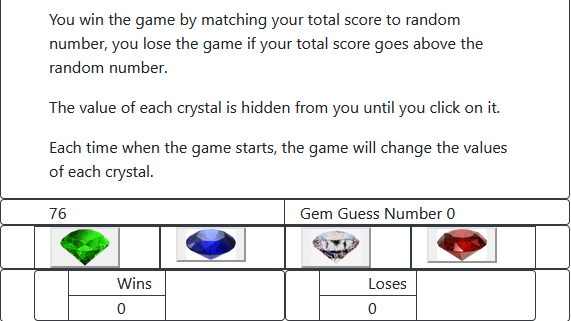 You win the game by matching your total score to random
number, you lose the game if your total score goes above the
random number.
The value of each crystal is hidden from you until you click on it.
Each time when the game starts, the game will change the values
of each crystal.
76 Gem Guess Number 0
Wins Loses
0 0